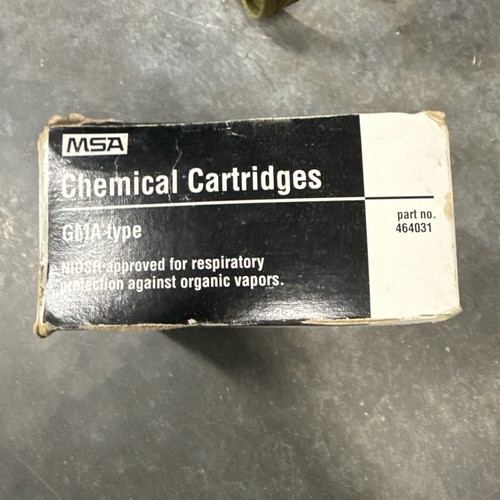 MSA
Chemical Cartridges
GMA-type
NIOSH-approved for respiratory
protection against organic vapors.
part no.
464031